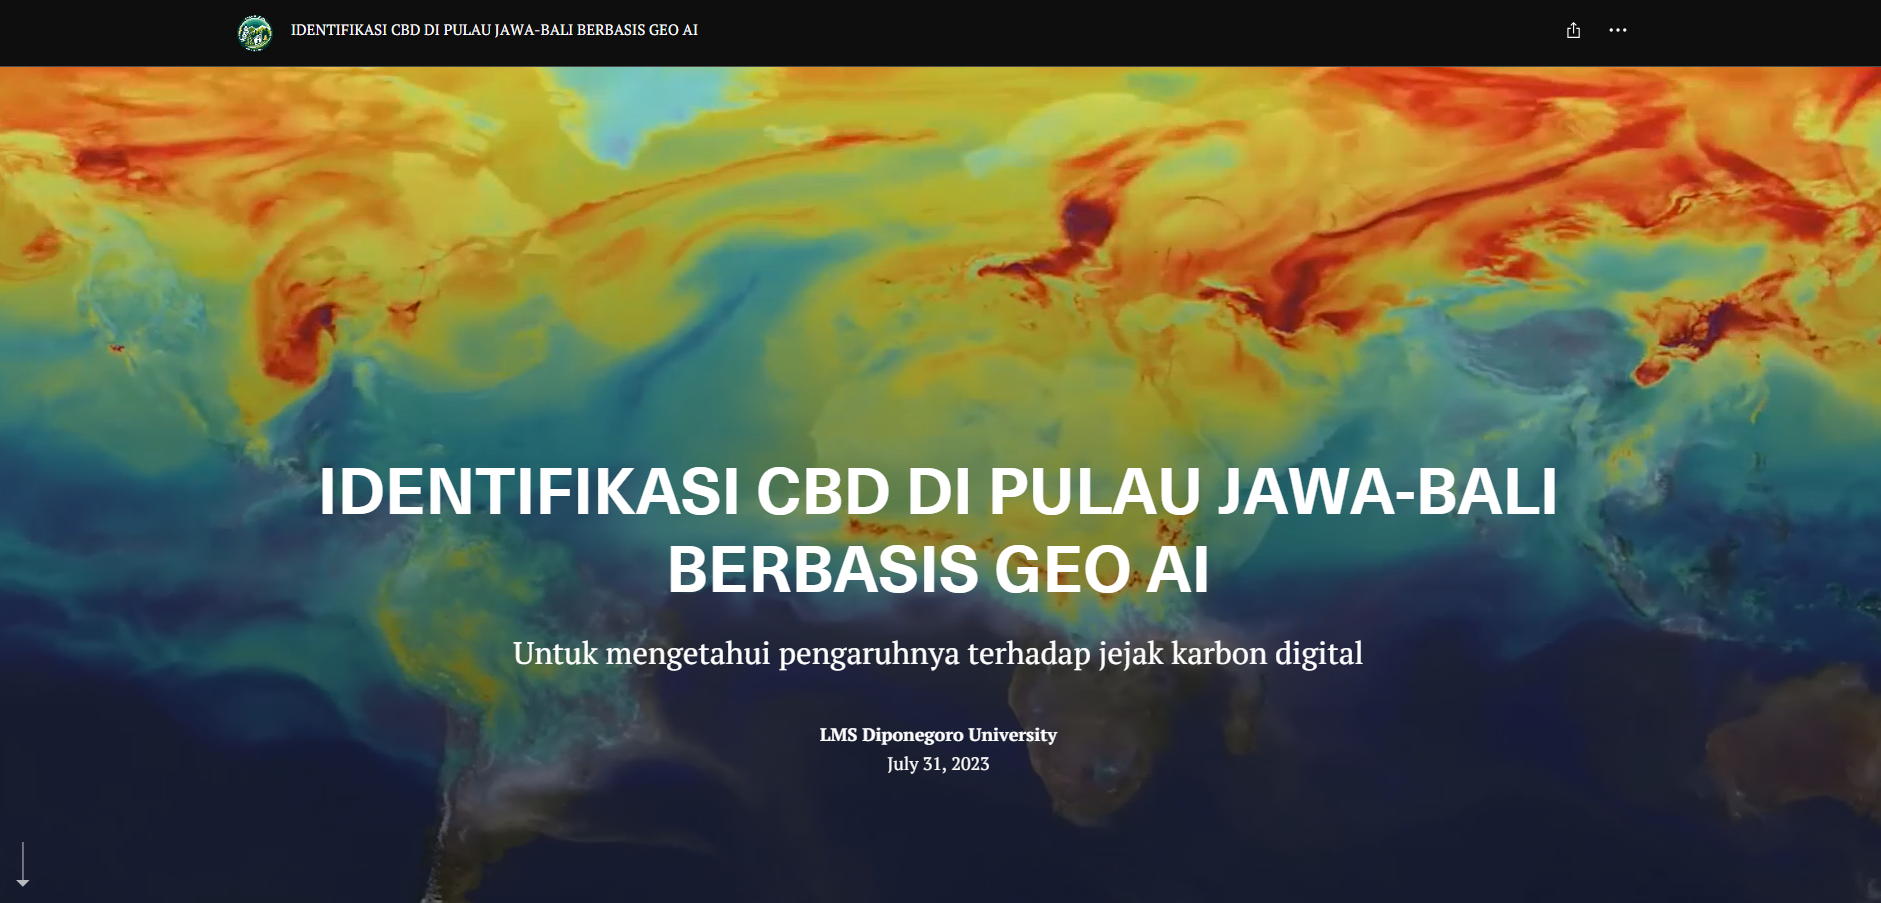 IDENTIFIKASI CBD DI PULAU JAWA-BALI BERBASIS GEO AI
IDENTIFIKASI CBD DI PULAU JAWA-BALI
BERBASIS GEO AI
Untuk mengetahui pengaruhnya terhadap jejak karbon digital
LMS Diponegoro University
July 31, 2023